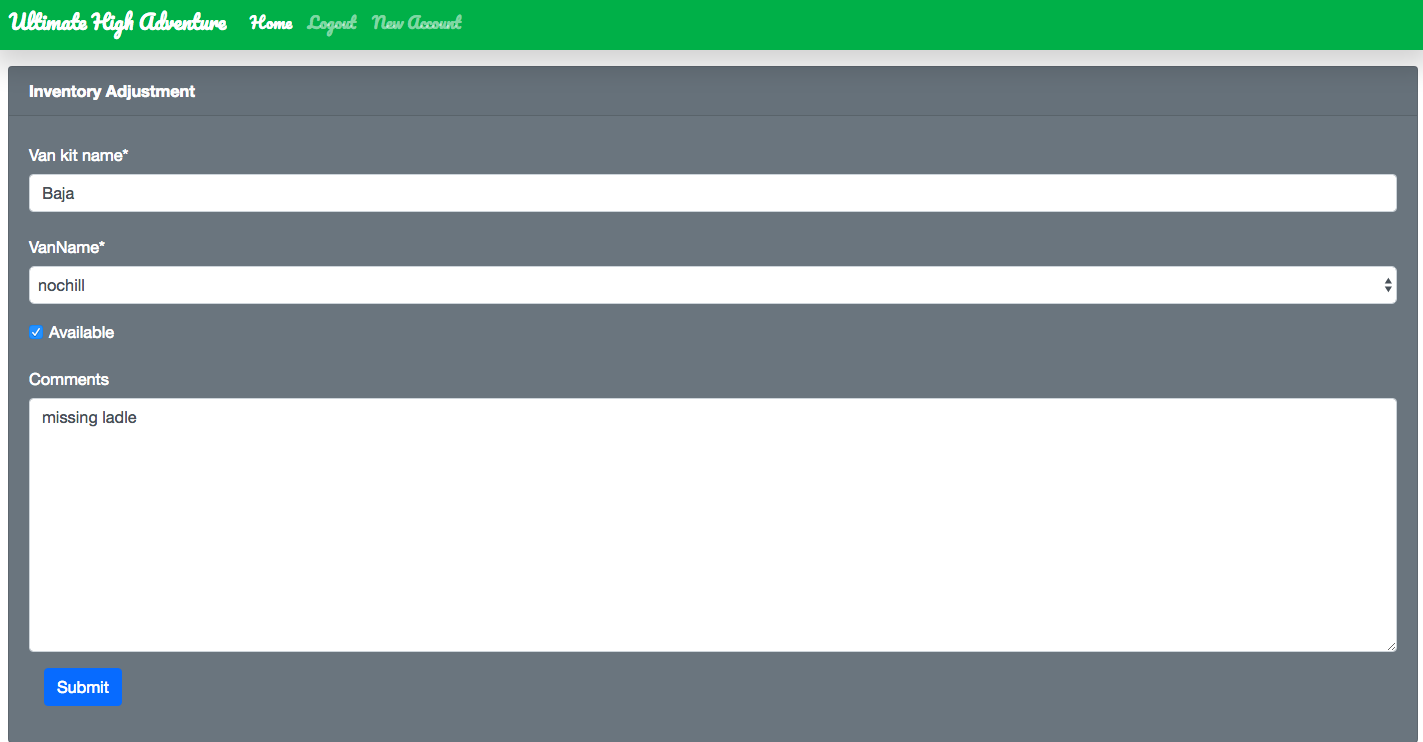 Ultimate High Adventure Home Logout New Account
Inventory Adjustment
Van kit name*
Baja
VanName*
nochill
Available
Comments
missing ladle
Submit